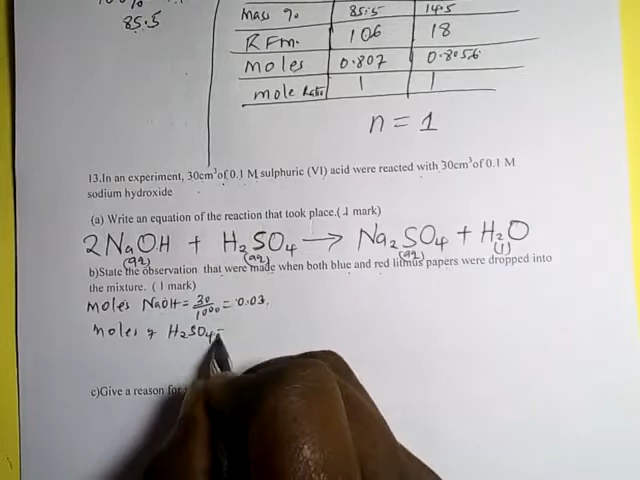 85.5
Mass % 85.5 14.5
RFm. 106 18
Moles 0.807 0.8056
mole Ratio 1 1
n = 1
13.In an experiment, 30cm³of 0.1 M sulphuric (VI) acid were reacted with 30cm³of 0.1 M
sodium hydroxide
(a) Write an equation of the reaction that took place.(-1 mark)
2NaOH + H₂SO₄ → Na₂SO₄ + H₂O
(aq) (aq) (aq) (l)
b)State the observation that were made when both blue and red litmus papers were dropped into
the mixture. ( 1 mark)
moles NaOH = 30/1000 = 0.03.
moles of H₂SO₄ =
c)Give a reason for